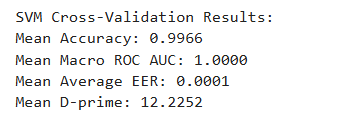 SVM Cross-Validation Results:
Mean Accuracy: 0.9966
Mean Macro ROC AUC: 1.0000
Mean Average EER: 0.0001
Mean D-prime: 12.2252